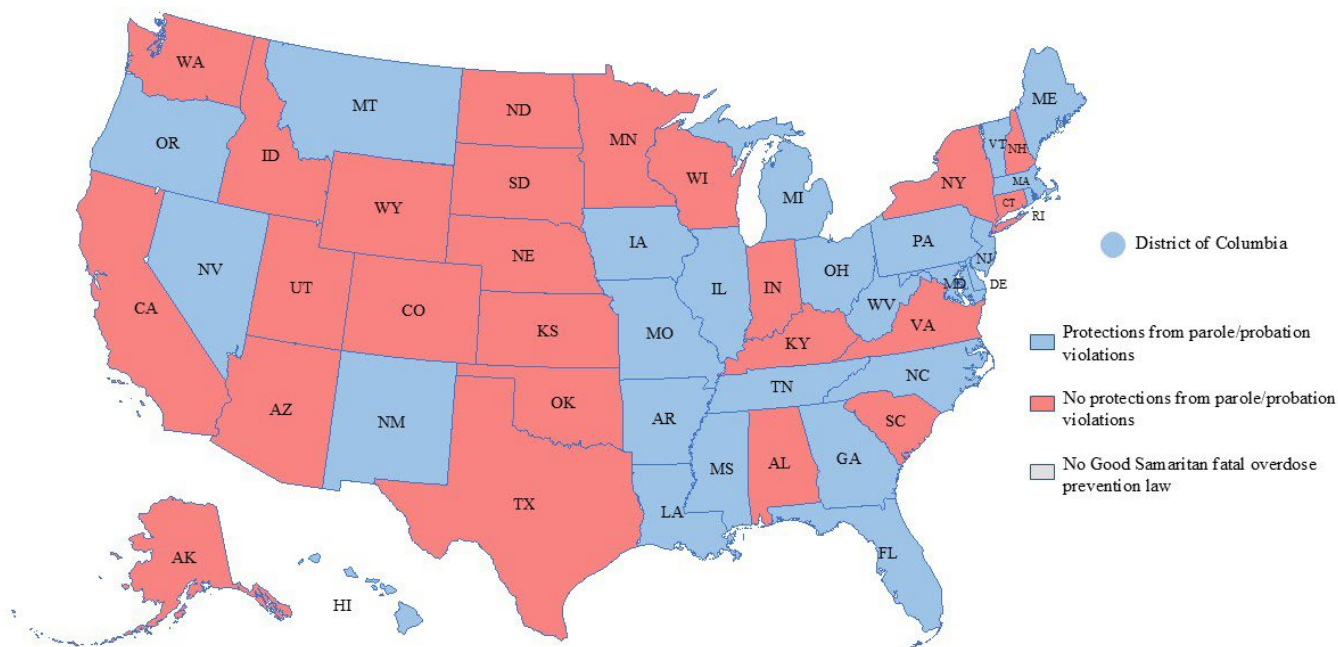 WA
MT
ND
MN
ME
VT
NH
OR
ID
SD
WI
NY
MA
WY
MI
CT
RI
IA
PA
NE
OH
NJ
District of Columbia
NV
UT
IL
IN
MD
DE
CA
CO
WV
VA
KS
MO
KY
Protections from parole/probation
violations
NC
TN
AZ
OK
NM
AR
SC
No protections from parole/probation
violations
MS
AL
GA
TX
LA
No Good Samaritan fatal overdose
prevention law
AK
FL
HI